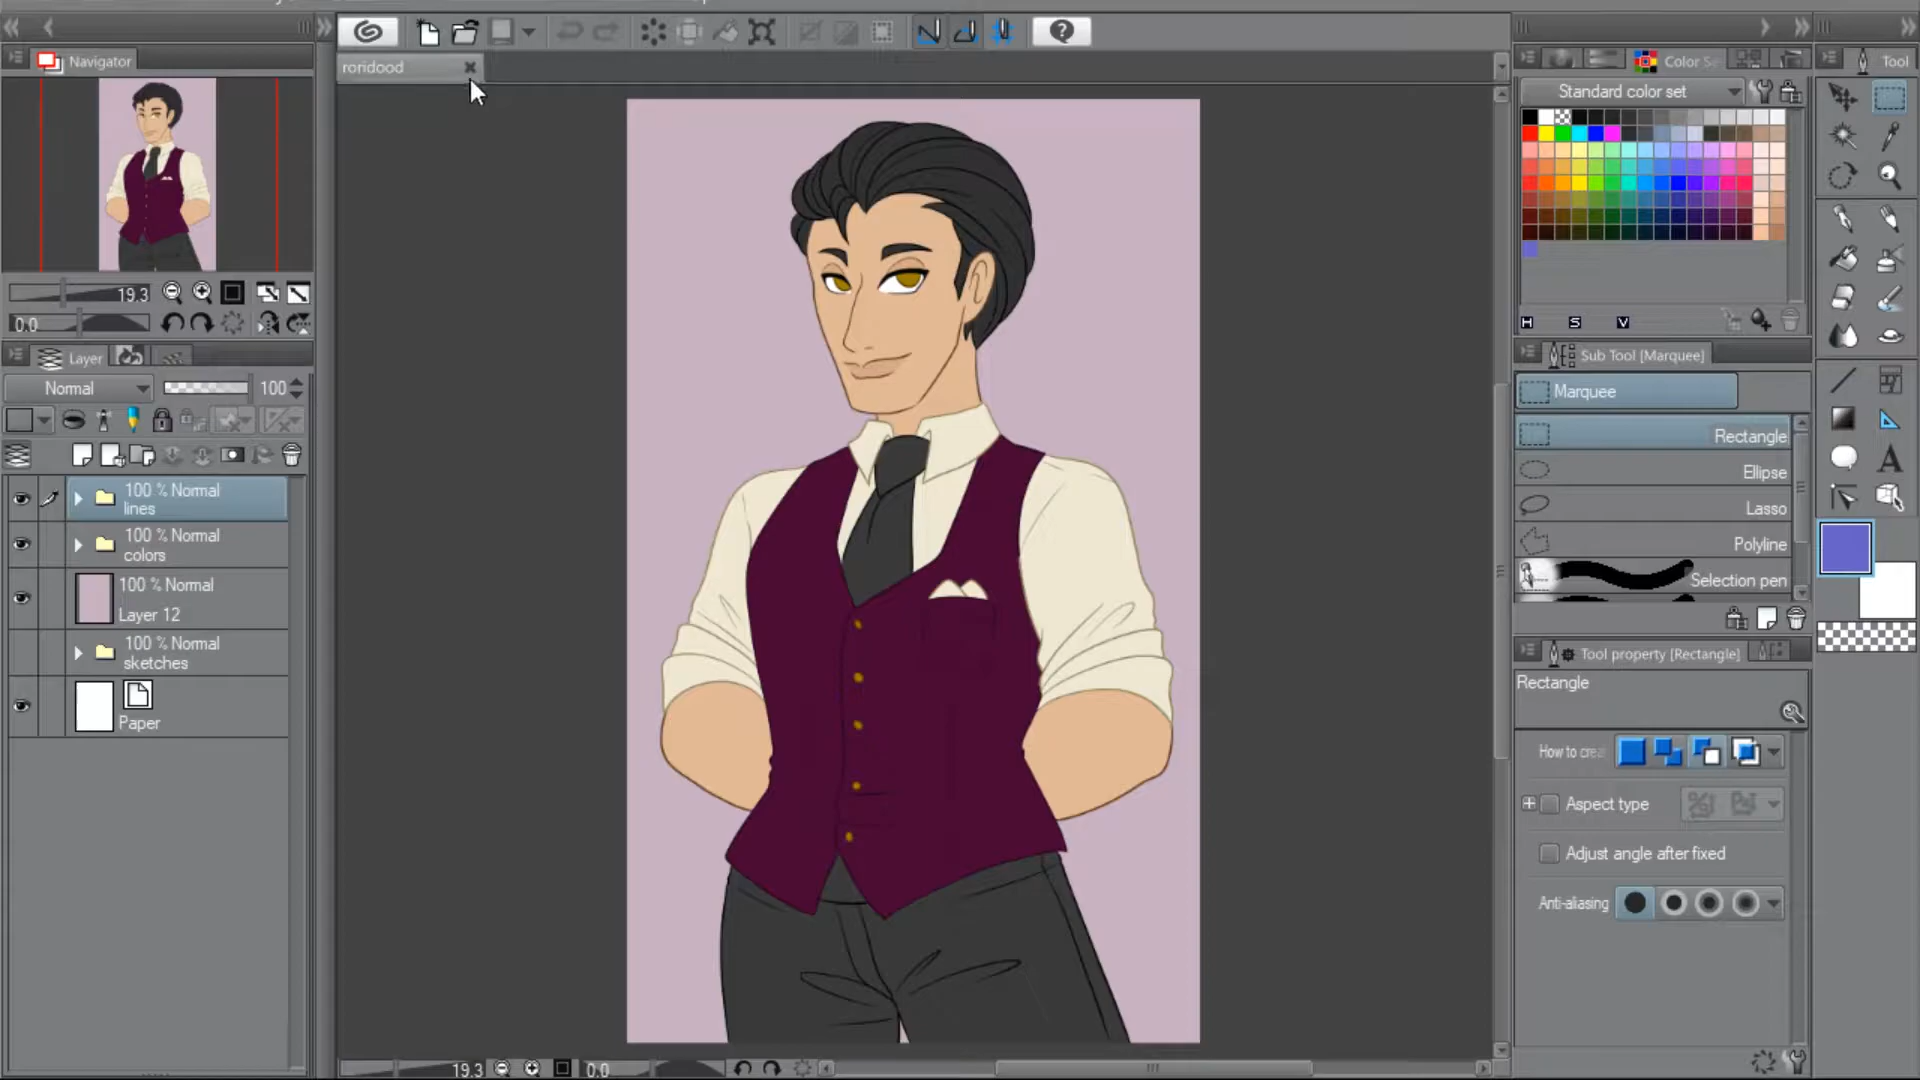 Navigator
19.3
0.0
Layer
Normal
100
100 % Normal
lines
100 % Normal
colors
100 % Normal
Layer 12
100 % Normal
sketches
Paper
roridood
19.3
0.0
Color Se
Standard color set
H S V
Sub Tool [Marquee]
Marquee
Rectangle
Ellipse
Lasso
Polyline
Selection pen
Tool property [Rectangle]
Rectangle
How to crea
Aspect type
Adjust angle after fixed
Anti-aliasing
Tool
A